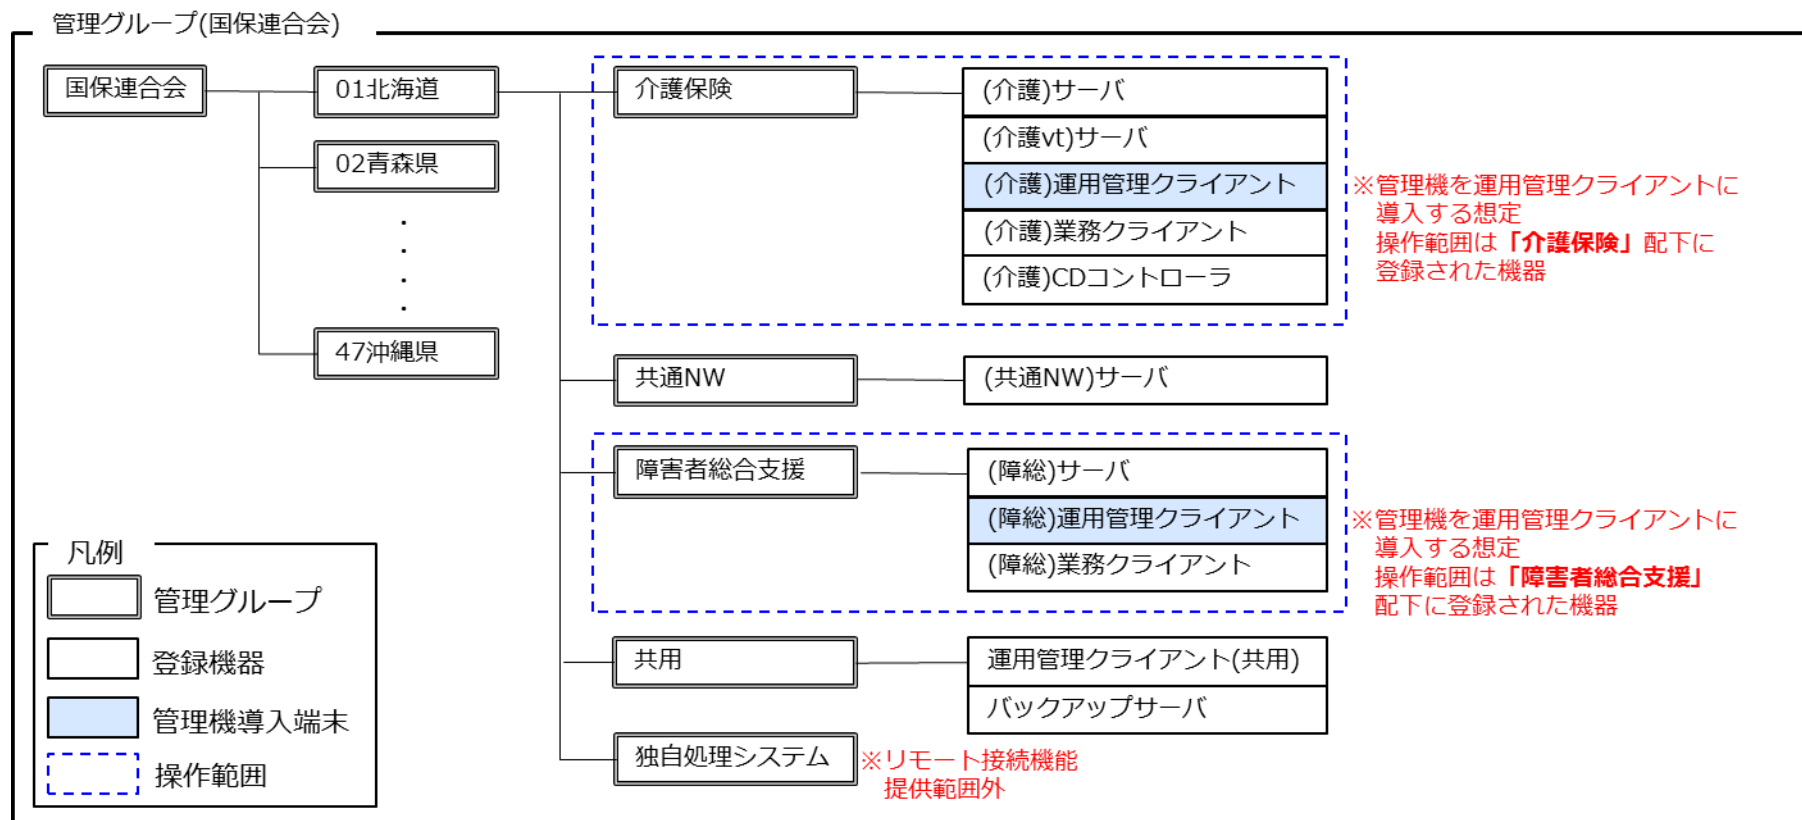 管理グループ(国保連合会)
国保連合会
01北海道
02青森県
・
・
・
・
47沖縄県
介護保険
(介護)サーバ
(介護vt)サーバ
(介護)運用管理クライアント
(介護)業務クライアント
(介護)CDコントローラ
※管理機を運用管理クライアントに
導入する想定
操作範囲は「介護保険」配下に
登録された機器
共通NW
(共通NW)サーバ
障害者総合支援
(障総)サーバ
(障総)運用管理クライアント
(障総)業務クライアント
※管理機を運用管理クライアントに
導入する想定
操作範囲は「障害者総合支援」
配下に登録された機器
共用
運用管理クライアント(共用)
バックアップサーバ
独自処理システム
※リモート接続機能
提供範囲外
凡例
管理グループ
登録機器
管理機導入端末
操作範囲